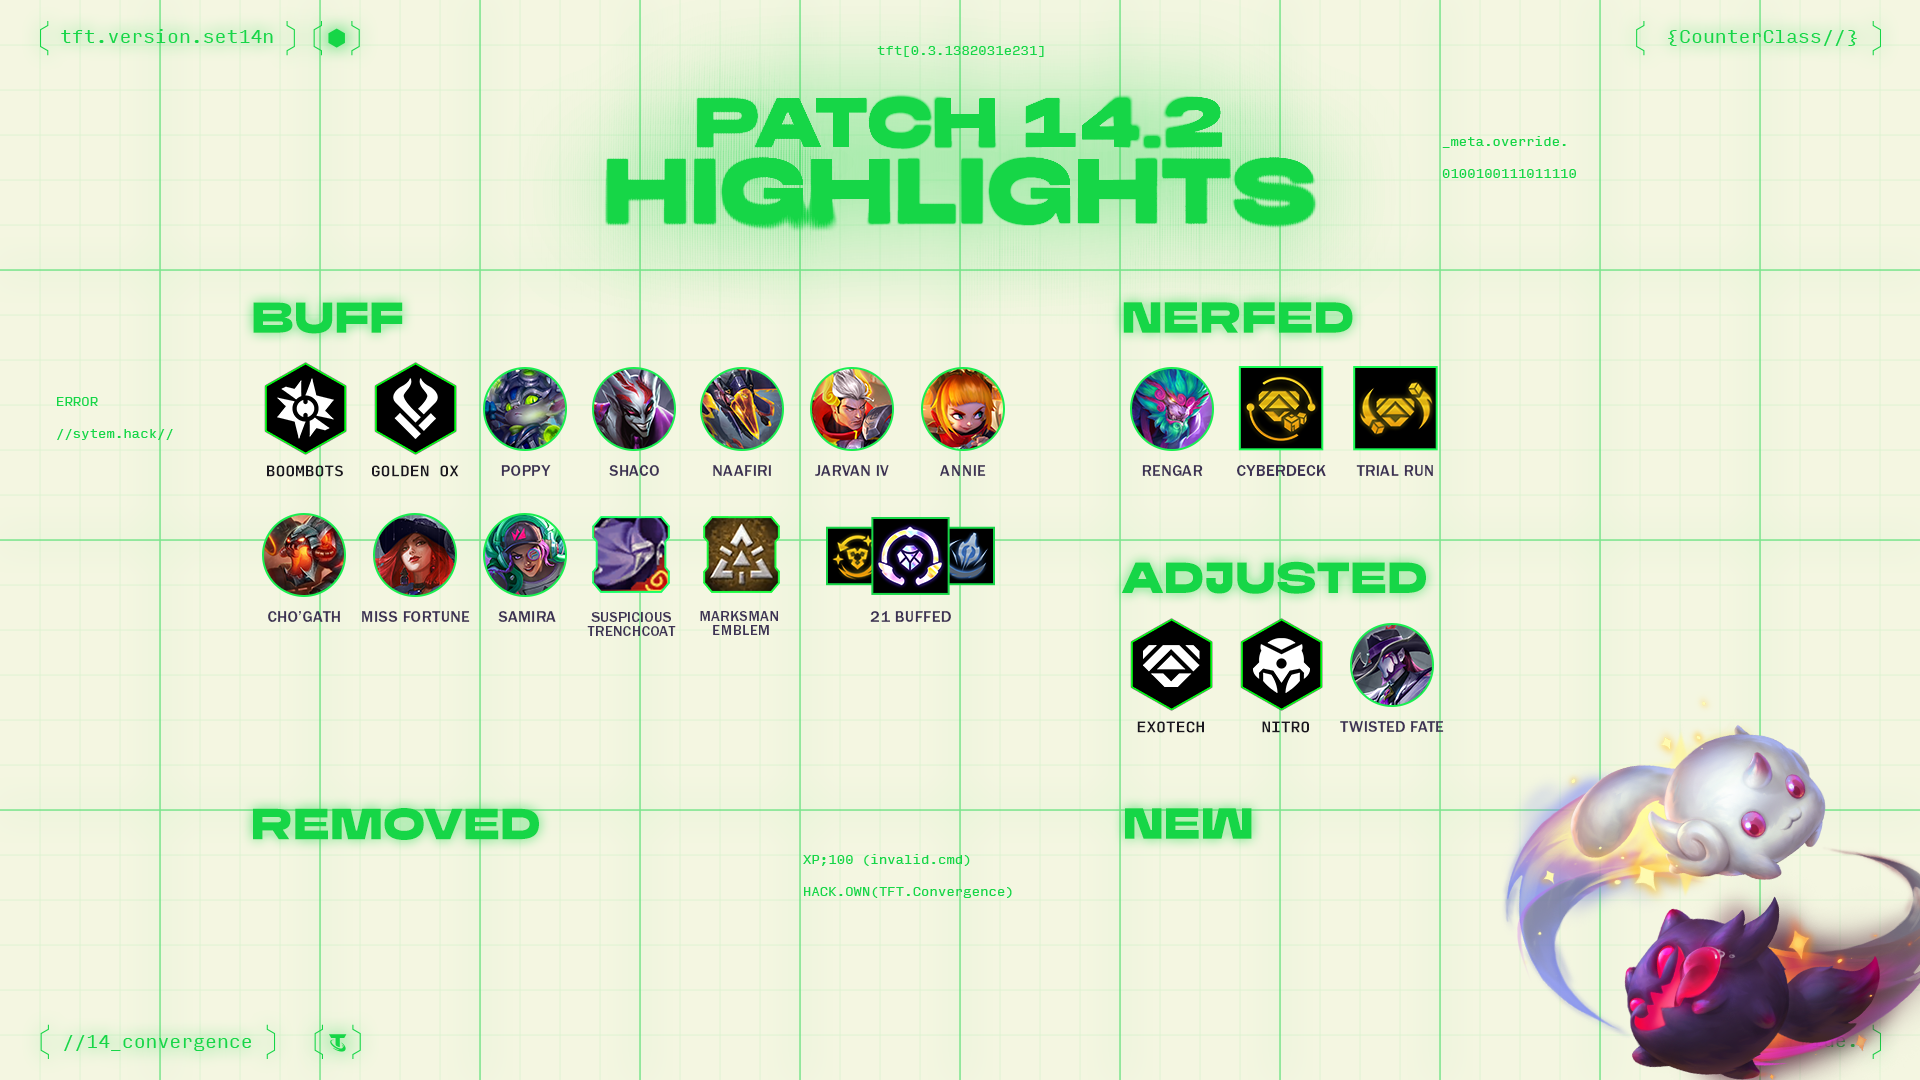 tft.version.set14n
{CounterClass//}
tft[0.3.1382031e231]
PATCH 14.2
HIGHLIGHTS
_meta.override.
0100100111011110
BUFF
BOOMBOTS
GOLDEN OX
POPPY
SHACO
NAAFIRI
JARVAN IV
ANNIE
CHO'GATH
MISS FORTUNE
SAMIRA
SUSPICIOUS
TRENCHCOAT
MARKSMAN
EMBLEM
21 BUFFED
NERFED
RENGAR
CYBERDECK
TRIAL RUN
ADJUSTED
EXOTECH
NITRO
TWISTED FATE
ERROR
//sytem.hack//
REMOVED
NEW
XP;100 (invalid.cmd)
HACK.OWN(TFT.Convergence)
//14_convergence